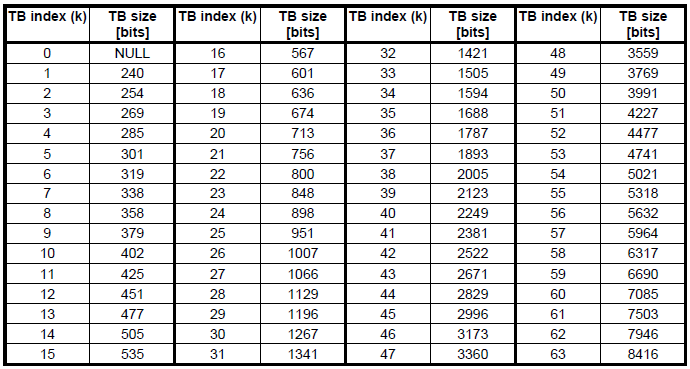 TB index (k) TB size [bits] TB index (k) TB size [bits] TB index (k) TB size [bits] TB index (k) TB size [bits]
0 NULL 16 567 32 1421 48 3559
1 240 17 601 33 1505 49 3769
2 254 18 636 34 1594 50 3991
3 269 19 674 35 1688 51 4227
4 285 20 713 36 1787 52 4477
5 301 21 756 37 1893 53 4741
6 319 22 800 38 2005 54 5021
7 338 23 848 39 2123 55 5318
8 358 24 898 40 2249 56 5632
9 379 25 951 41 2381 57 5964
10 402 26 1007 42 2522 58 6317
11 425 27 1066 43 2671 59 6690
12 451 28 1129 44 2829 60 7085
13 477 29 1196 45 2996 61 7503
14 505 30 1267 46 3173 62 7946
15 535 31 1341 47 3360 63 8416